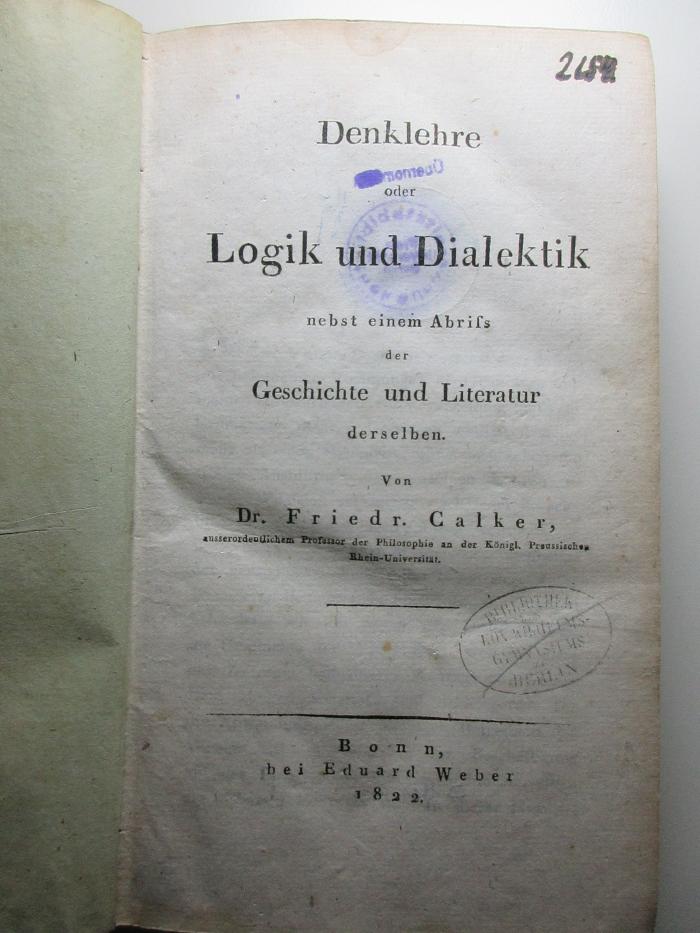 Denklehre
oder
Logik und Dialektik
nebst einem Abriſs
der
Geschichte und Literatur
derselben.
Von
Dr. Friedr. Calker,
ausserordentlichem Professor der Philosophie an der Königl. Preussischen
Rhein-Universität.
BIBLIOTHEK
GYMNASIUMS
BERLIN
Bonn,
bei Eduard Weber
1822.